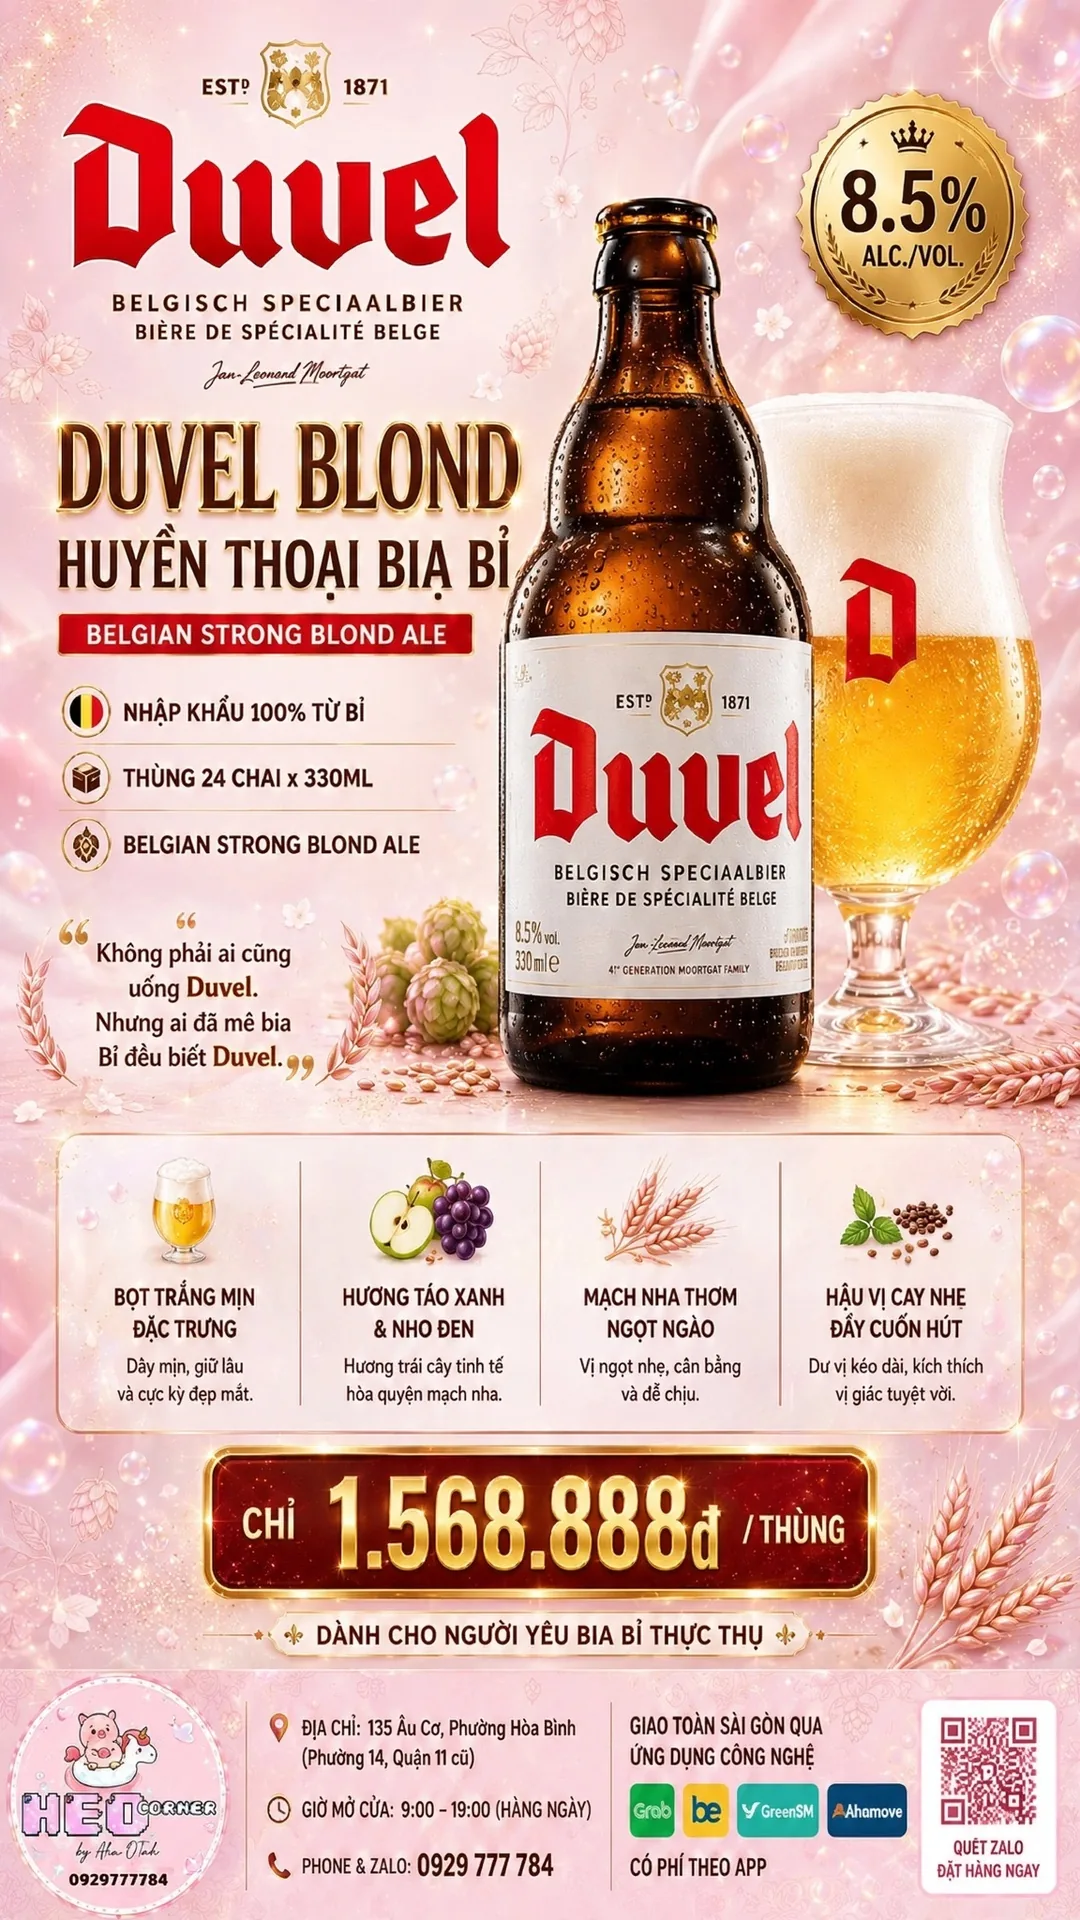 ESTD 1871
Duvel
BELGISCH SPECIAALBIER
BIÈRE DE SPÉCIALITÉ BELGE
Jan-Leonard Moortgat
8.5%
ALC./VOL.
DUVEL BLOND
HUYỀN THOẠI BIA BỈ
BELGIAN STRONG BLOND ALE
NHẬP KHẨU 100% TỪ BỈ
THÙNG 24 CHAI x 330ML
BELGIAN STRONG BLOND ALE
“ Không phải ai cũng
uống Duvel.
Nhưng ai đã mê bia
Bỉ đều biết Duvel. ”
D
ESTD 1871
Duvel
BELGISCH SPECIAALBIER
BIÈRE DE SPÉCIALITÉ BELGE
8.5% vol.
330 ml e
Jan-Leonard Moortgat
GENERATION MOORTGAT FAMILY
BỌT TRẮNG MỊN
ĐẶC TRƯNG
Dày mịn, giữ lâu
và cực kỳ đẹp mắt.
HƯƠNG TÁO XANH
& NHO ĐEN
Hương trái cây tinh tế
hòa quyện mạch nha.
MẠCH NHA THƠM
NGỌT NGÀO
Vị ngọt nhẹ, cân bằng
và dễ chịu.
HẬU VỊ CAY NHẸ
ĐẦY CUỐN HÚT
Dư vị kéo dài, kích thích
vị giác tuyệt vời.
CHỈ 1.568.888đ / THÙNG
DÀNH CHO NGƯỜI YÊU BIA BỈ THỰC THỤ
HEO CORNER
by Aha OTah
0929777784
ĐỊA CHỈ: 135 Âu Cơ, Phường Hòa Bình
(Phường 14, Quận 11 cũ)
GIỜ MỞ CỬA: 9:00 – 19:00 (HÀNG NGÀY)
PHONE & ZALO: 0929 777 784
GIAO TOÀN SÀI GÒN QUA
ỨNG DỤNG CÔNG NGHỆ
Grab be GreenSM Ahamove
CÓ PHÍ THEO APP
QUÉT ZALO
ĐẶT HÀNG NGAY